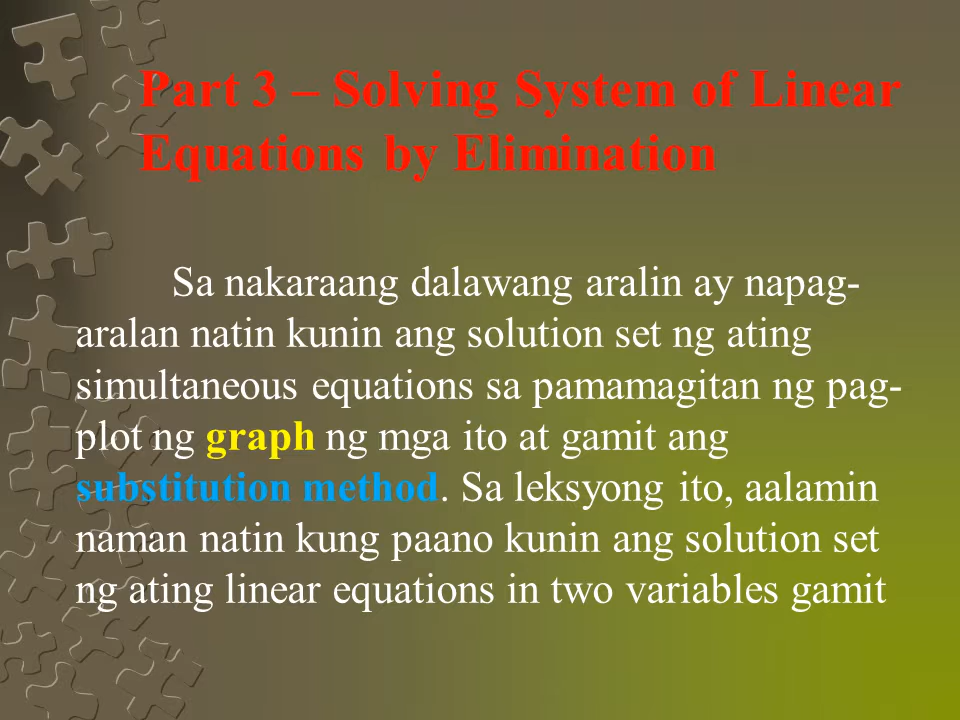 Part 3 – Solving System of Linear
Equations by Elimination
Sa nakaraang dalawang aralin ay napag-
aralan natin kunin ang solution set ng ating
simultaneous equations sa pamamagitan ng pag-
plot ng graph ng mga ito at gamit ang
substitution method. Sa leksyong ito, aalamin
naman natin kung paano kunin ang solution set
ng ating linear equations in two variables gamit